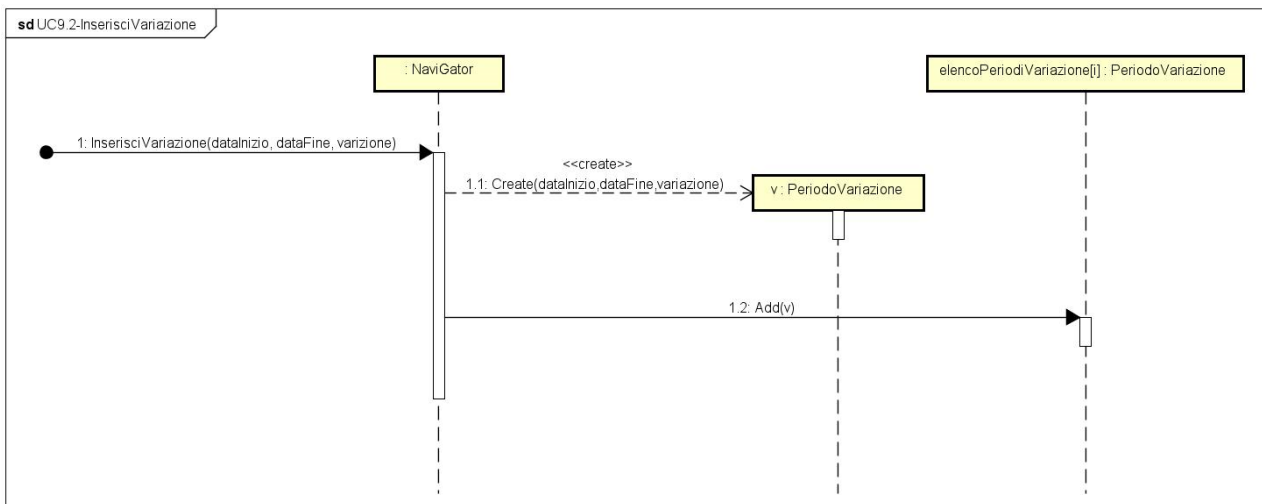 sd UC9.2-InserisciVariazione
: NaviGator
elencoPeriodiVariazione[i] : PeriodoVariazione
1: InserisciVariazione(dataInizio, dataFine, varizione)
<<create>>
1.1: Create(dataInizio,dataFine,variazione)
v : PeriodoVariazione
1.2: Add(v)